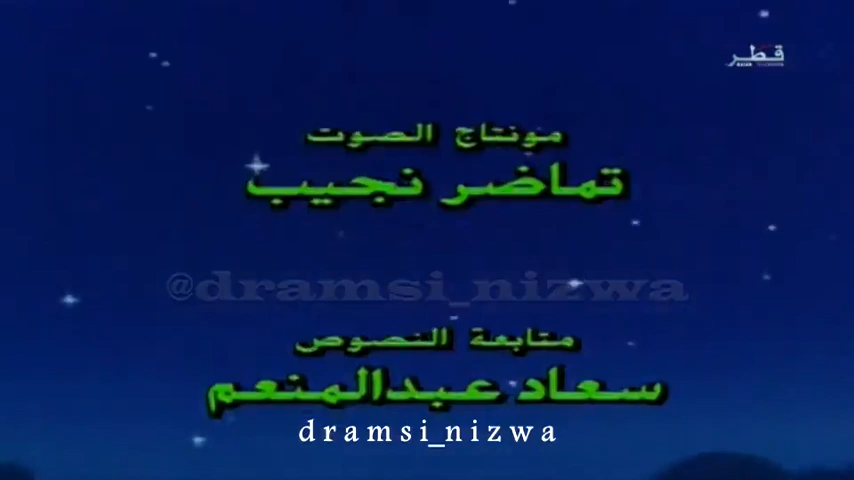 قطر
مونتاج الصوت
تماضر نجيب
@dramsi_nizwa
متابعة النصوص
سعاد عبدالمنعم
dramsi_nizwa